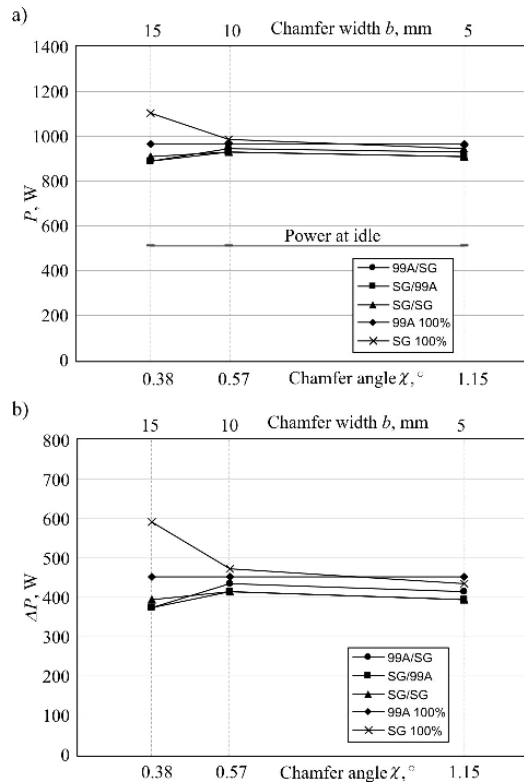 a)
15 10 Chamfer width b, mm 5
1400
1200
1000
800
600
400
200
0
P, W
Power at idle
99A/SG
SG/99A
SG/SG
99A 100%
SG 100%
0.38 0.57 Chamfer angle χ, ° 1.15
b)
15 10 Chamfer width b, mm 5
800
700
600
500
400
300
200
100
0
ΔP, W
99A/SG
SG/99A
SG/SG
99A 100%
SG 100%
0.38 0.57 Chamfer angle χ, ° 1.15